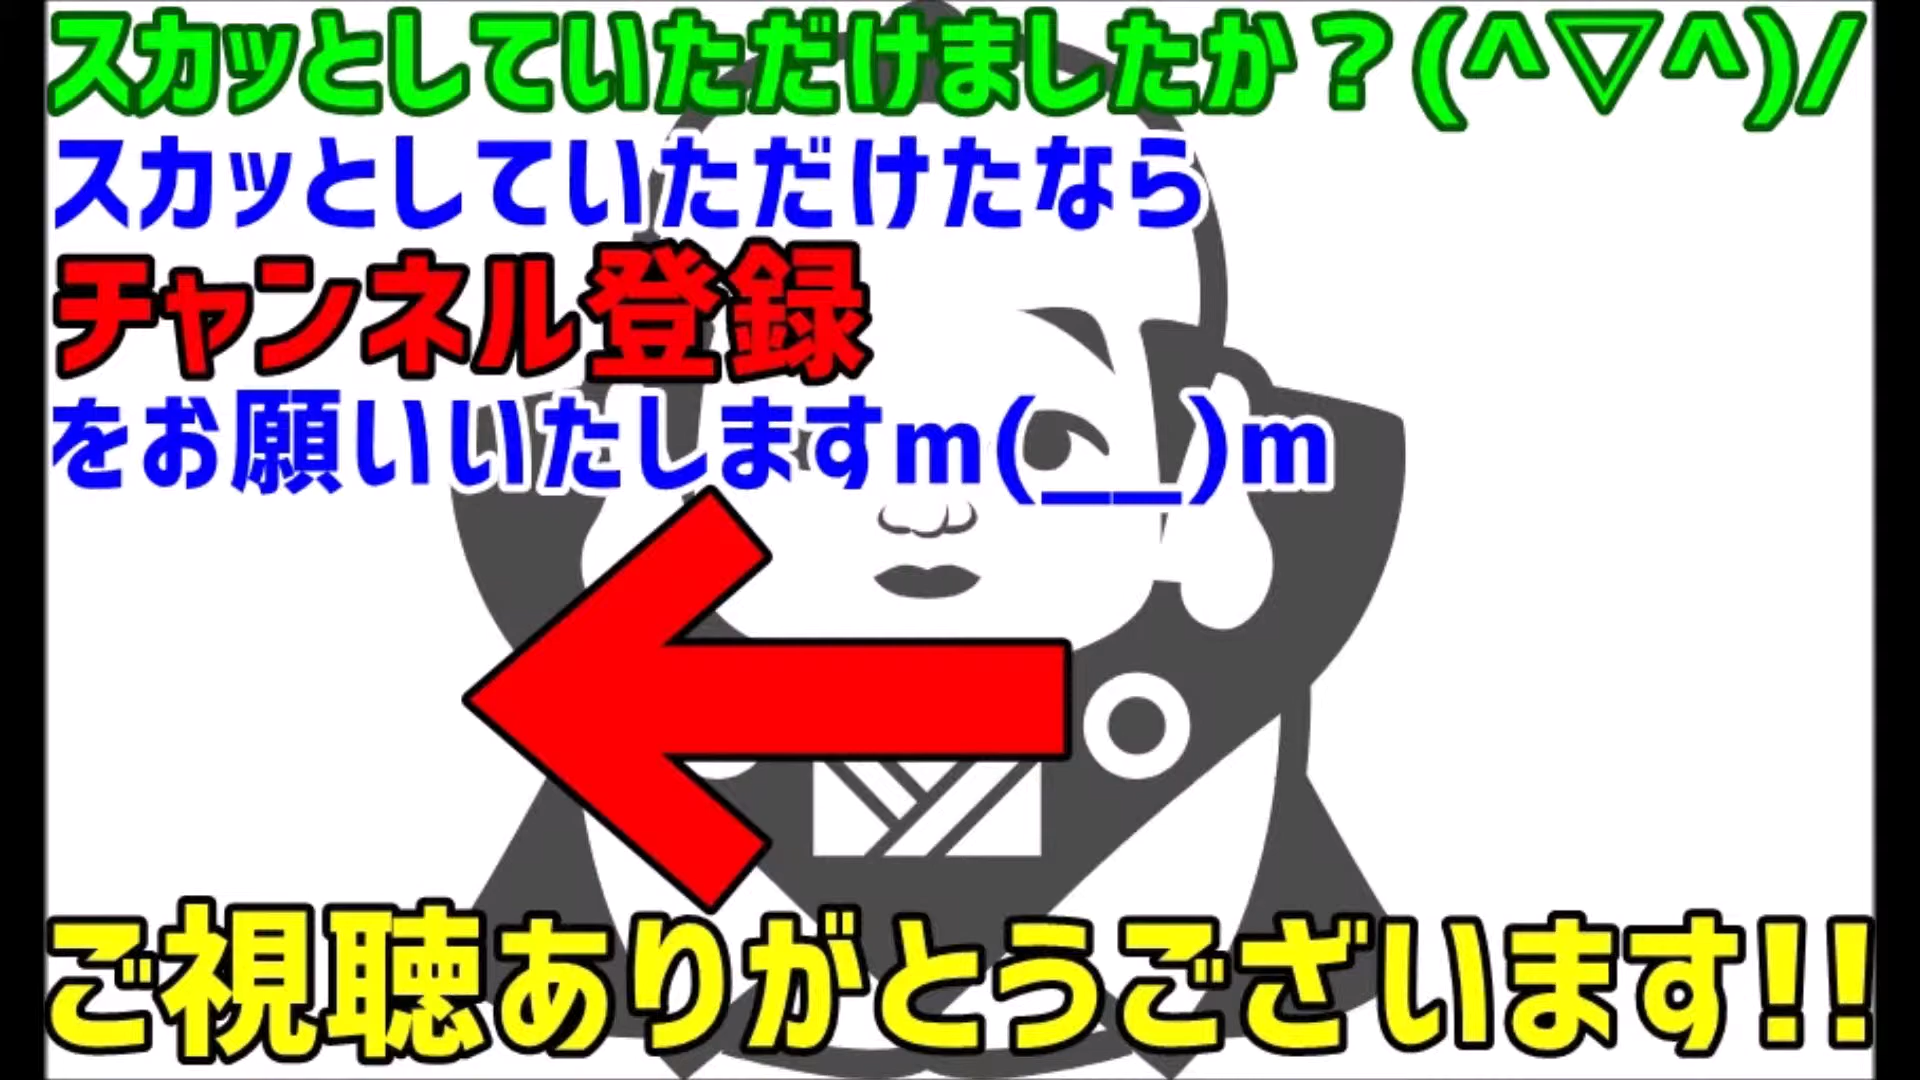 スカッとしていただけましたか？(^▽^)/
スカッとしていただけたなら
チャンネル登録
をお願いいたしますm(__)m
ご視聴ありがとうございます!!